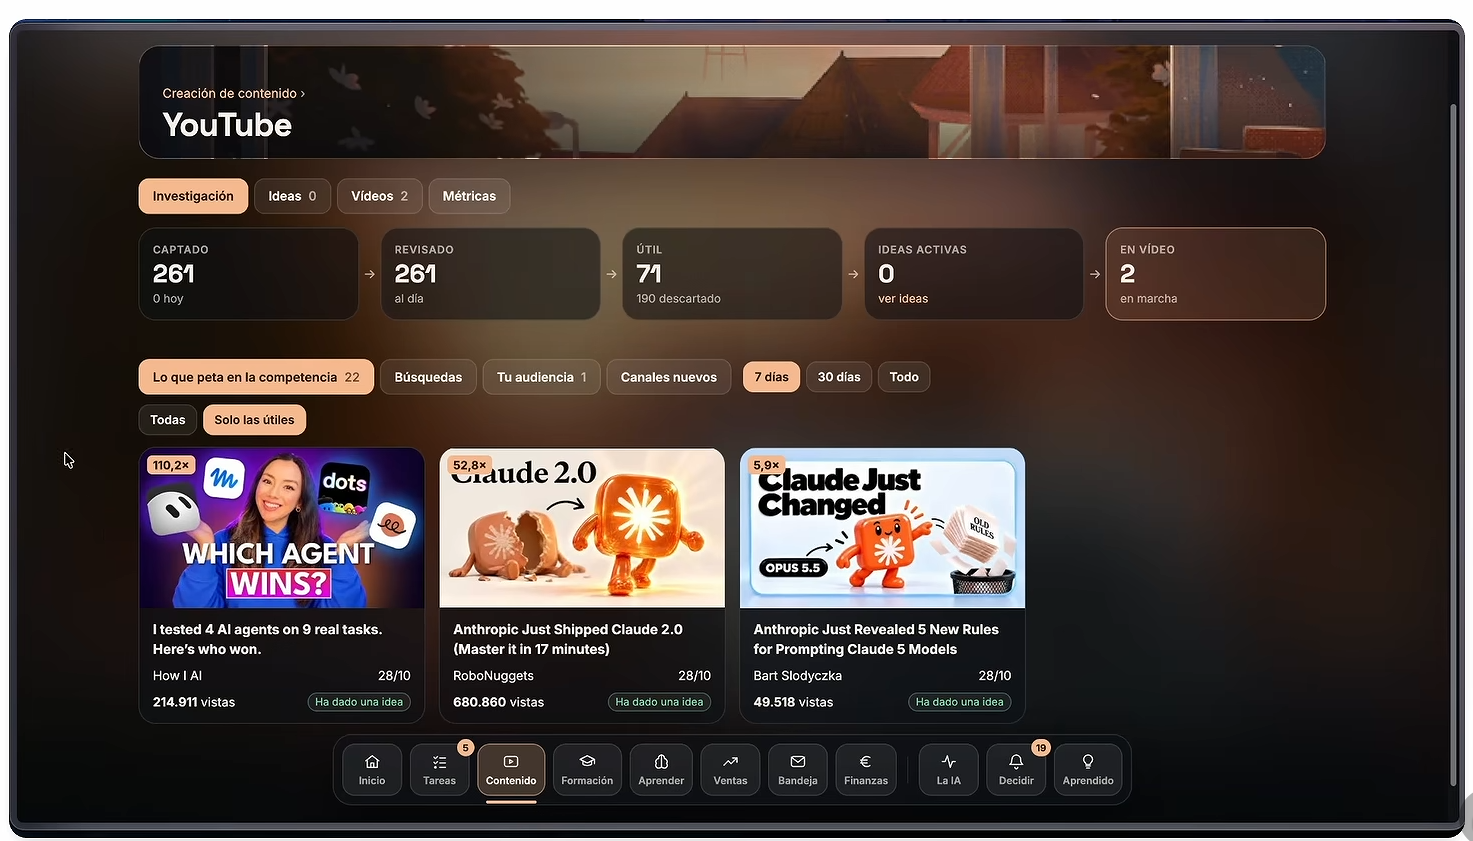 Creación de contenido ›
YouTube
Investigación
Ideas 0
Vídeos 2
Métricas
CAPTADO
261
0 hoy
→
REVISADO
261
al día
→
ÚTIL
71
190 descartado
→
IDEAS ACTIVAS
0
ver ideas
→
EN VÍDEO
2
en marcha
Lo que peta en la competencia 22
Búsquedas
Tu audiencia 1
Canales nuevos
7 días
30 días
Todo
Todas
Solo las útiles
110,2×
dots
WHICH AGENT
WINS?
I tested 4 AI agents on 9 real tasks.
Here's who won.
How I AI
28/10
214.911 vistas
Ha dado una idea
52,8×
Claude 2.0
Anthropic Just Shipped Claude 2.0
(Master it in 17 minutes)
RoboNuggets
28/10
680.860 vistas
Ha dado una idea
5,9×
Claude Just
Changed
OLD
RULES
OPUS 5.5
Anthropic Just Revealed 5 New Rules
for Prompting Claude 5 Models
Bart Slodyczka
28/10
49.518 vistas
Ha dado una idea
Inicio
5
Tareas
Contenido
Formación
Aprender
Ventas
Bandeja
€
Finanzas
La IA
19
Decidir
Aprendido